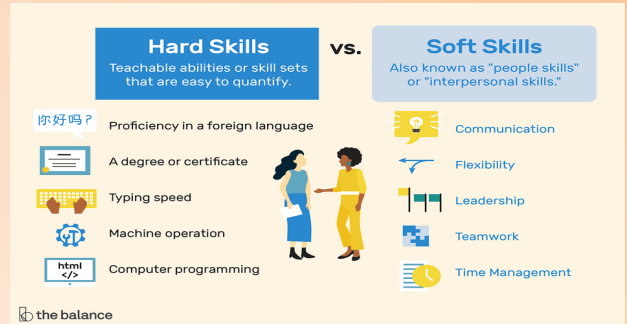 Hard Skills
Teachable abilities or skill sets
that are easy to quantify.
vs.
Soft Skills
Also known as "people skills"
or "interpersonal skills."
你好吗?
Proficiency in a foreign language
A degree or certificate
Typing speed
Machine operation
html
</>
Computer programming
Communication
Flexibility
Leadership
Teamwork
Time Management
the balance